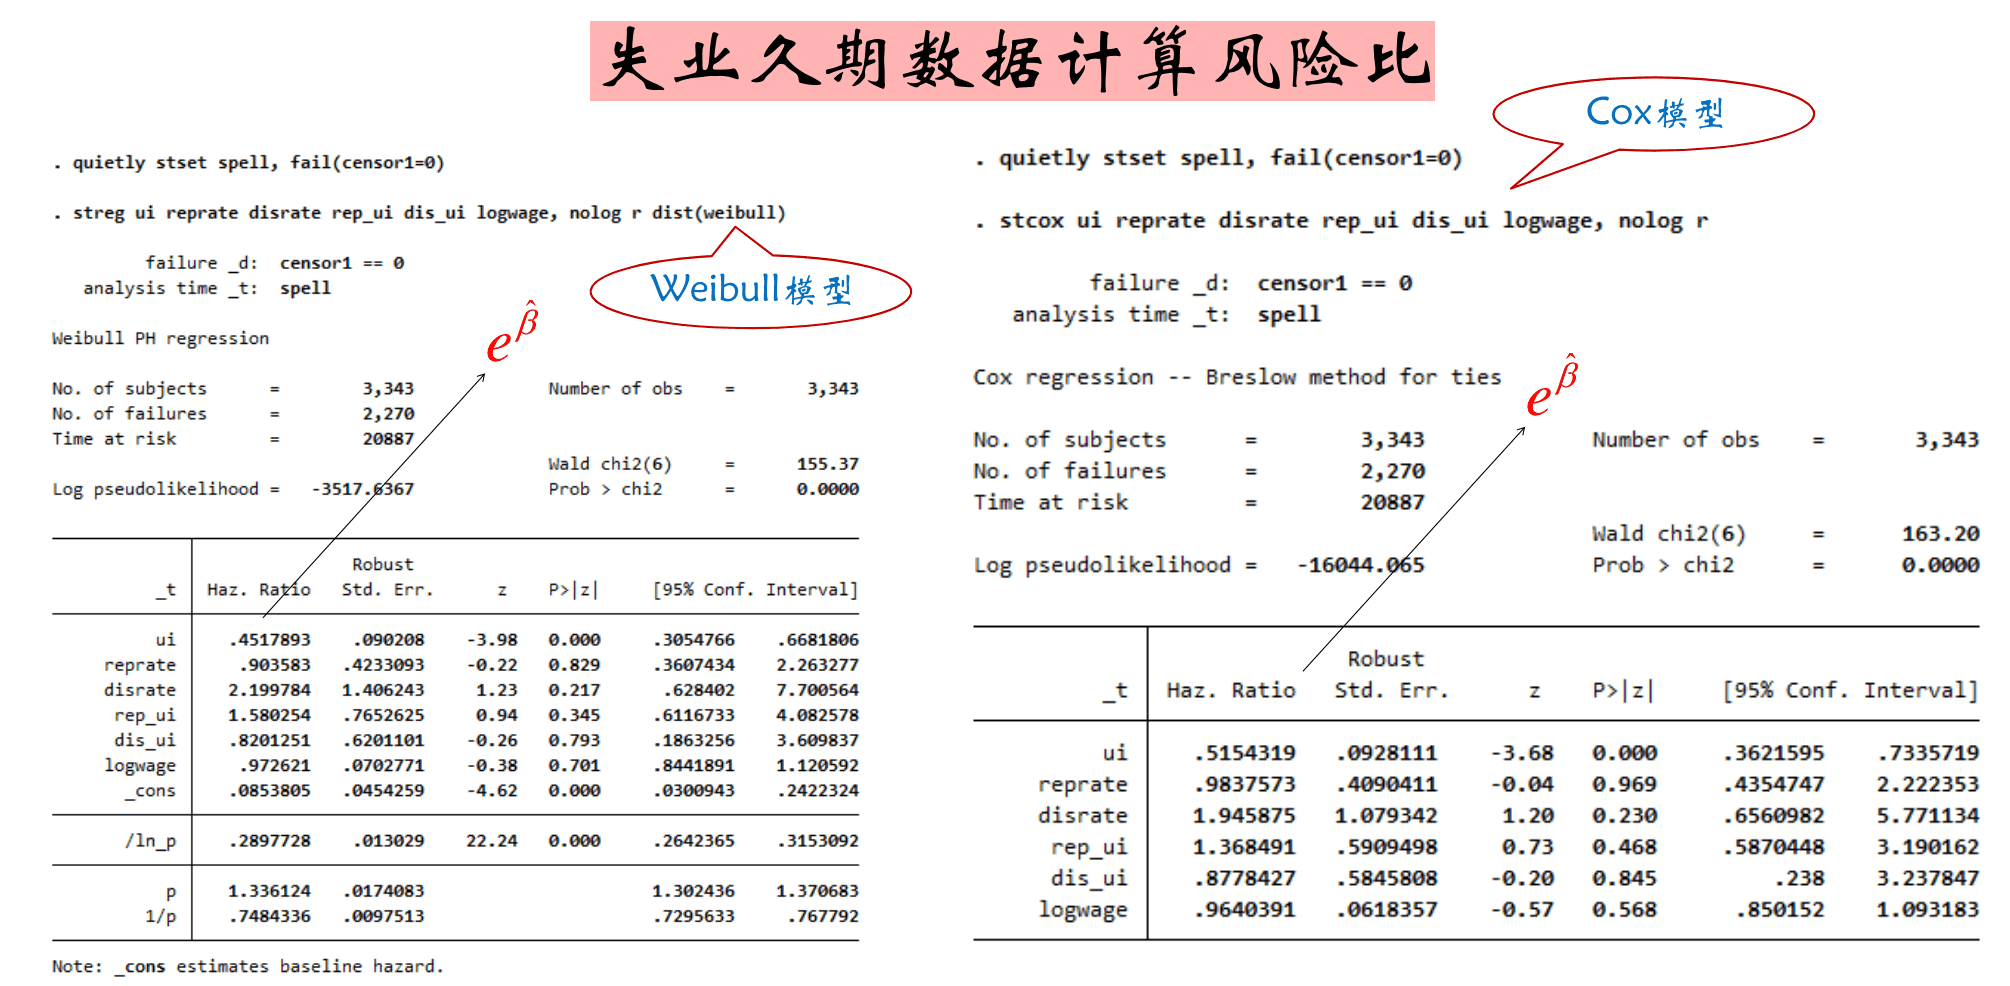 失业久期数据计算风险比
. quietly stset spell, fail(censor1=0)
. streg ui reprate disrate rep_ui dis_ui logwage, nolog r dist(weibull)
Weibull模型
failure _d:  censor1 == 0
analysis time _t:  spell
e^β̂
Weibull PH regression
No. of subjects = 3,343 Number of obs = 3,343
No. of failures = 2,270
Time at risk = 20887
Wald chi2(6) = 155.37
Log pseudolikelihood = -3517.6367 Prob > chi2 = 0.0000
Robust
_t Haz. Ratio Std. Err. z P>|z| [95% Conf. Interval]
ui .4517893 .090208 -3.98 0.000 .3054766 .6681806
reprate .903583 .4233093 -0.22 0.829 .3607434 2.263277
disrate 2.199784 1.406243 1.23 0.217 .628402 7.700564
rep_ui 1.580254 .7652625 0.94 0.345 .6116733 4.082578
dis_ui .8201251 .6201101 -0.26 0.793 .1863256 3.609837
logwage .972621 .0702771 -0.38 0.701 .8441891 1.120592
_cons .0853805 .0454259 -4.62 0.000 .0300943 .2422324
/ln_p .2897728 .013029 22.24 0.000 .2642365 .3153092
p 1.336124 .0174083 1.302436 1.370683
1/p .7484336 .0097513 .7295633 .767792
Note: _cons estimates baseline hazard.
Cox模型
. quietly stset spell, fail(censor1=0)
. stcox ui reprate disrate rep_ui dis_ui logwage, nolog r
failure _d:  censor1 == 0
analysis time _t:  spell
e^β̂
Cox regression -- Breslow method for ties
No. of subjects = 3,343 Number of obs = 3,343
No. of failures = 2,270
Time at risk = 20887
Wald chi2(6) = 163.20
Log pseudolikelihood = -16044.065 Prob > chi2 = 0.0000
Robust
_t Haz. Ratio Std. Err. z P>|z| [95% Conf. Interval]
ui .5154319 .0928111 -3.68 0.000 .3621595 .7335719
reprate .9837573 .4090411 -0.04 0.969 .4354747 2.222353
disrate 1.945875 1.079342 1.20 0.230 .6560982 5.771134
rep_ui 1.368491 .5909498 0.73 0.468 .5870448 3.190162
dis_ui .8778427 .5845808 -0.20 0.845 .238 3.237847
logwage .9640391 .0618357 -0.57 0.568 .850152 1.093183